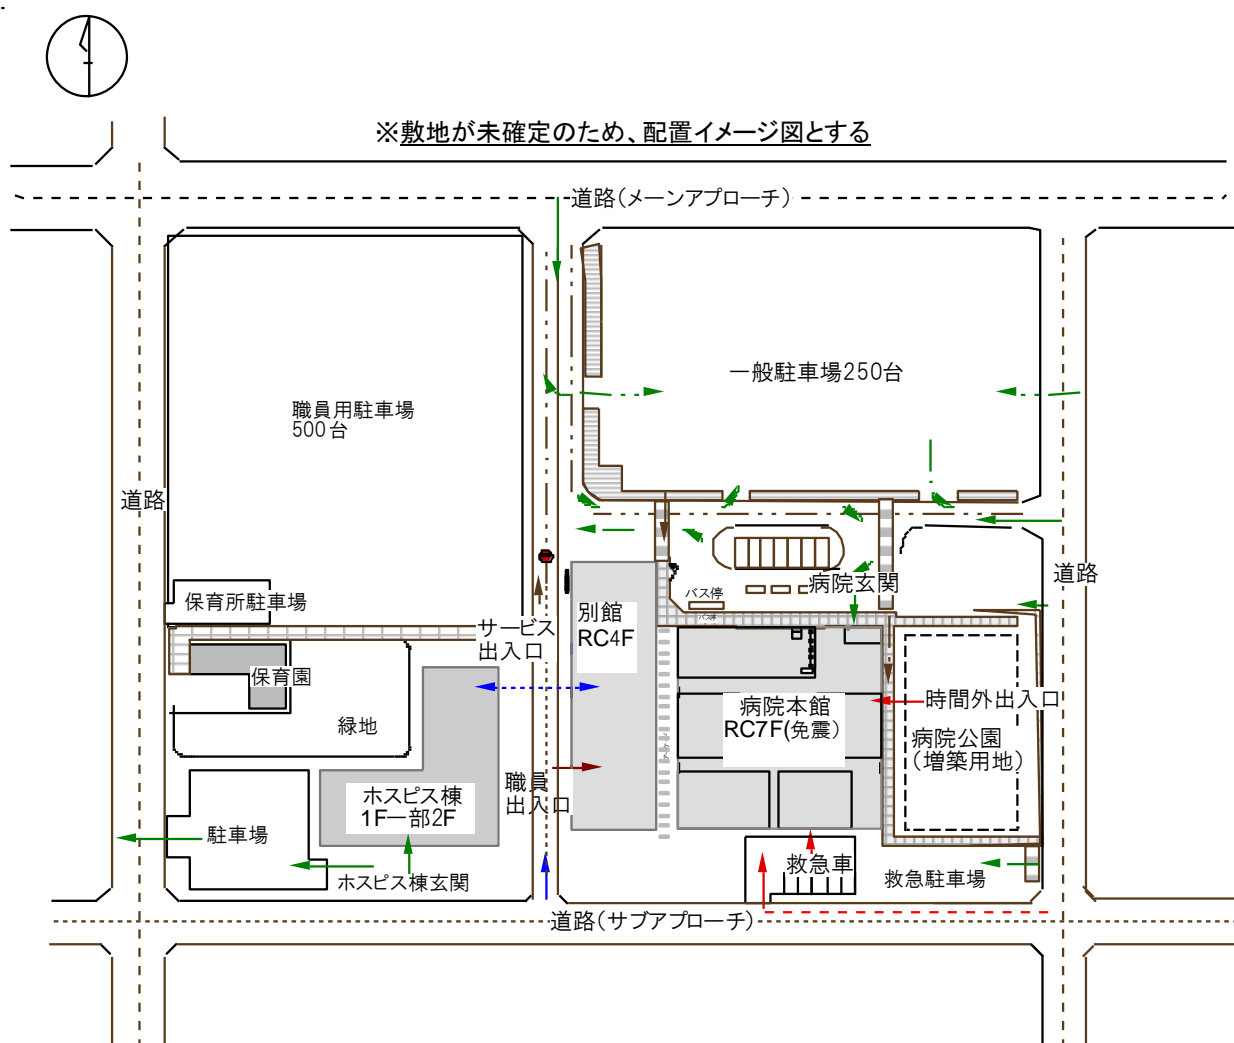 ※敷地が未確定のため、配置イメージ図とする
道路(メーンアプローチ)
一般駐車場250台
職員用駐車場
500台
道路
道路
保育所駐車場
バス停
病院玄関
別館
RC4F
サービス
出入口
保育園
緑地
病院本館
RC7F(免震)
時間外出入口
病院公園
(増築用地)
職員
出入口
ホスピス棟
1F一部2F
駐車場
ホスピス棟玄関
救急車
救急駐車場
道路(サブアプローチ)